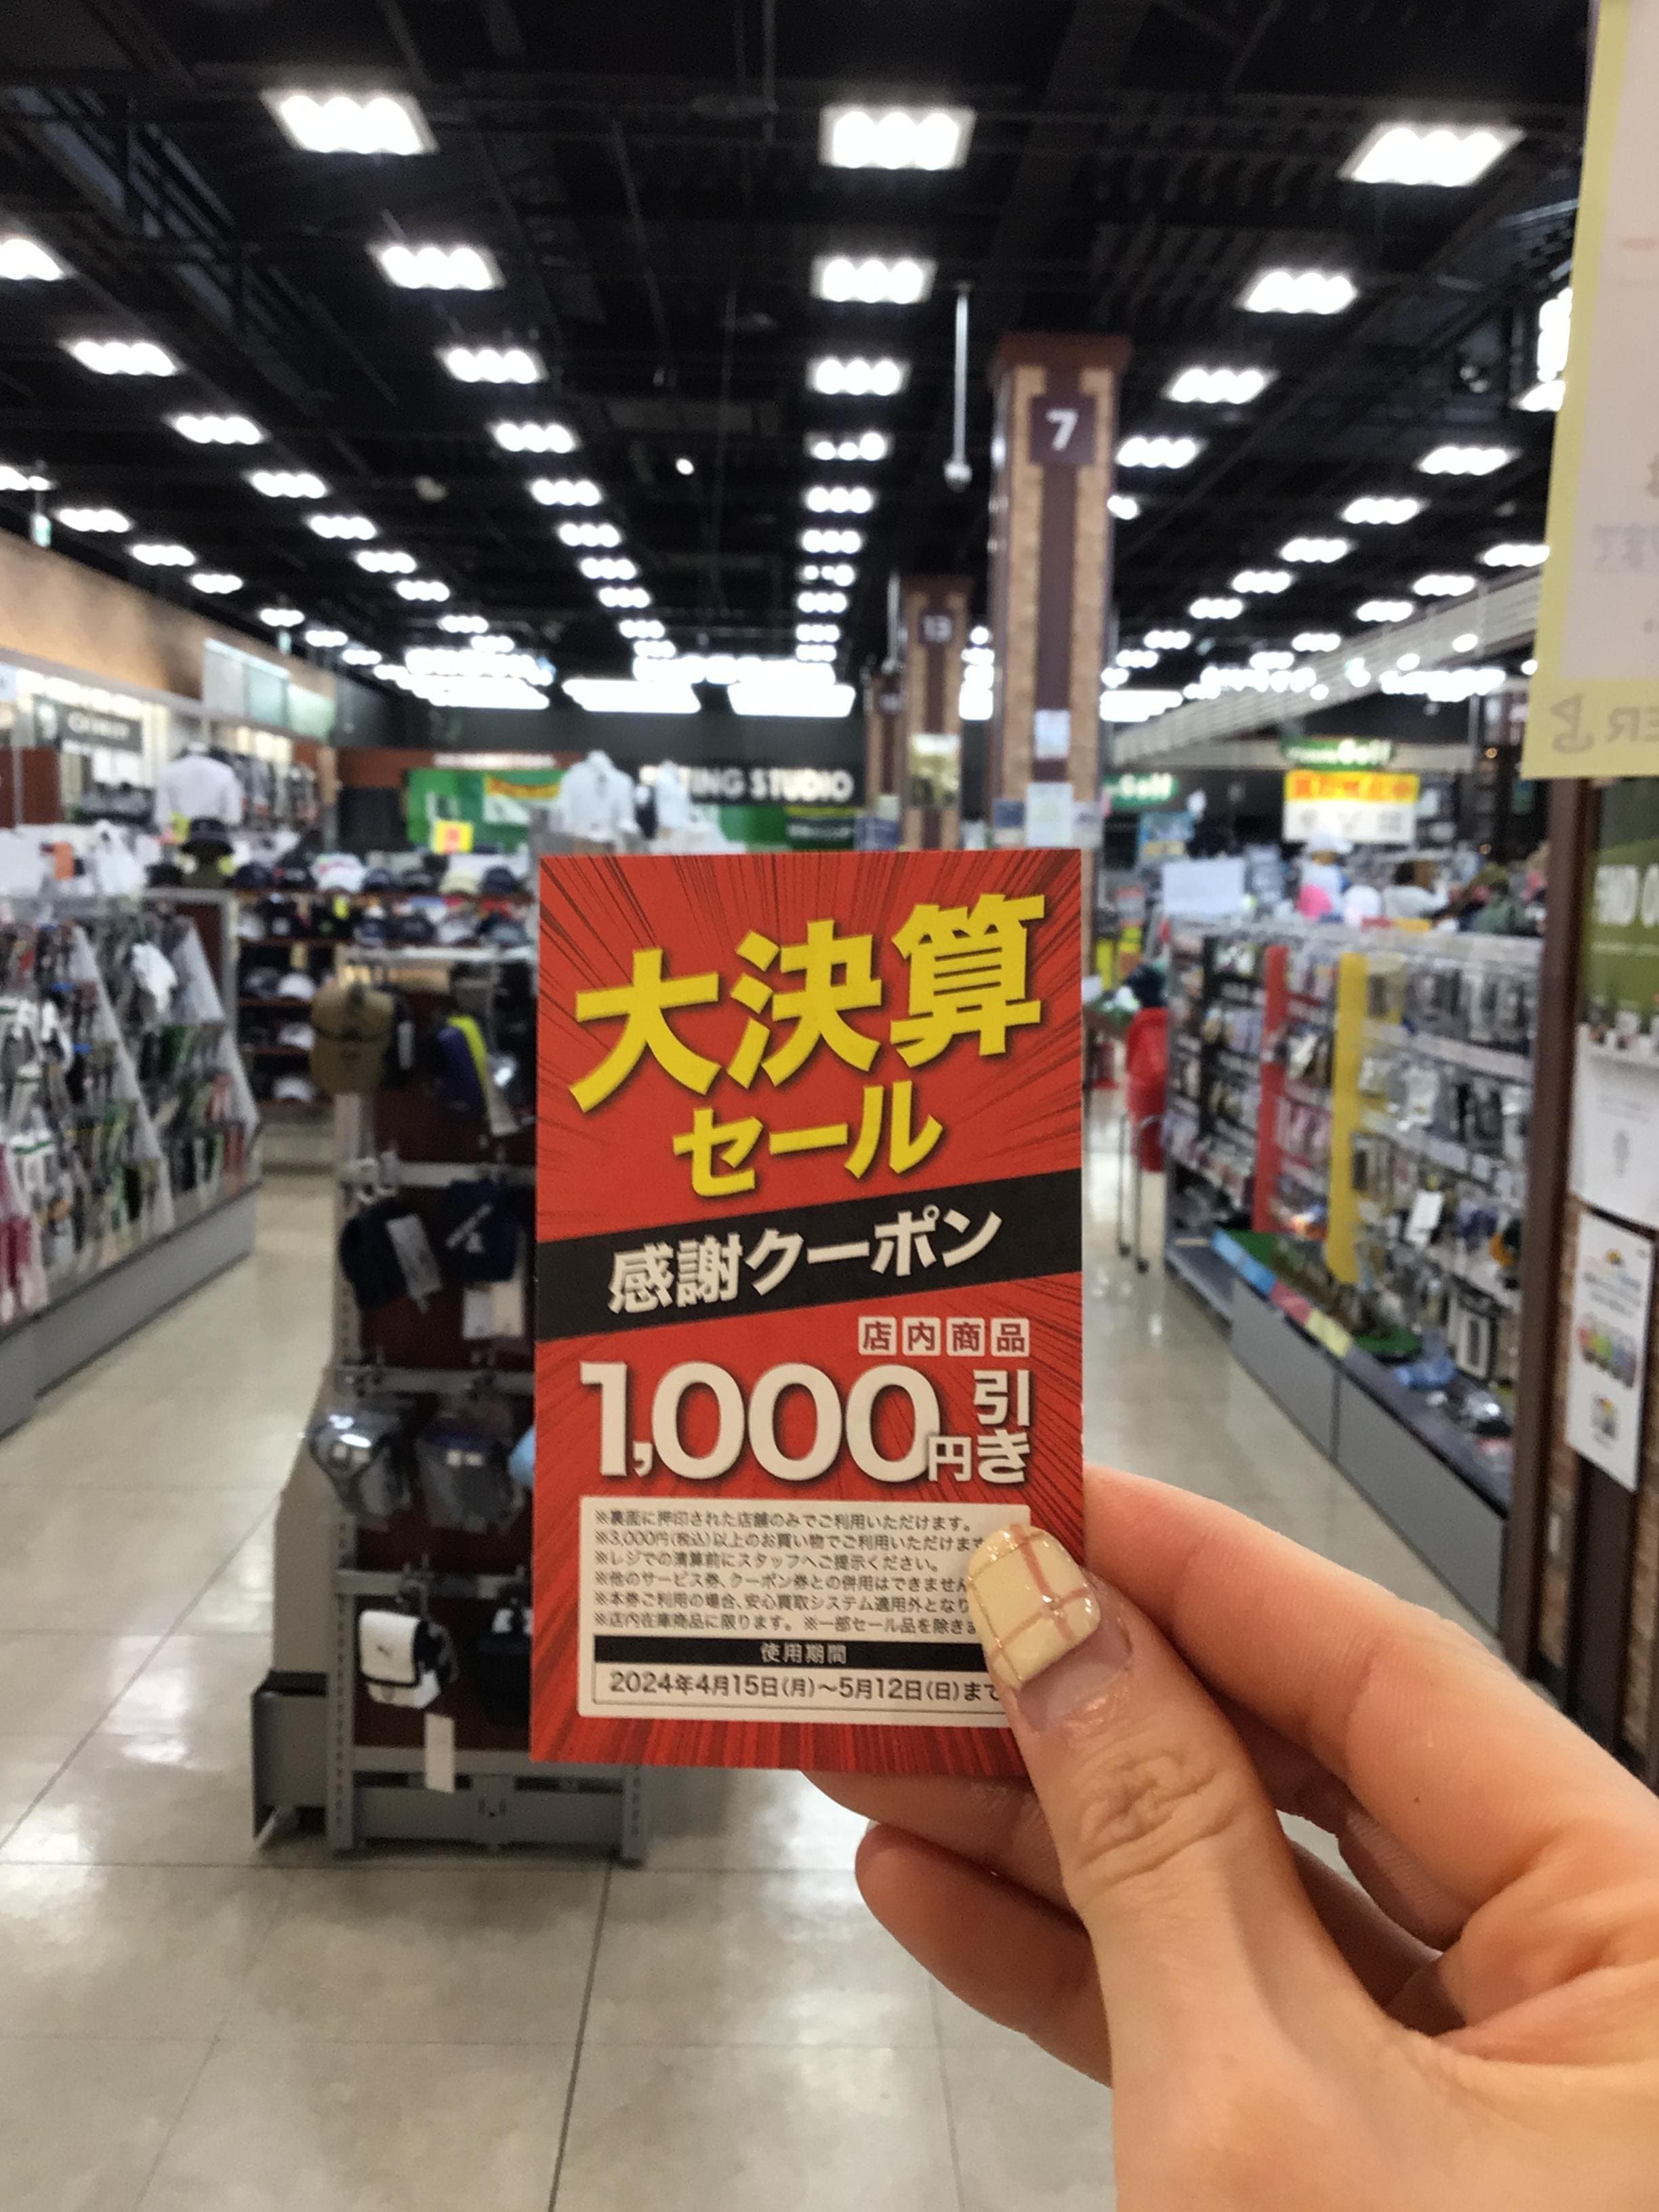 7
13
STUDIO
Golf
大決算
セール
感謝クーポン
店内商品
1,000円引き
※裏面に押印された店舗のみでご利用いただけます。
※3,000円(税込)以上のお買い物でご利用いただけます
※レジでの清算前にスタッフへご提示ください。
※他のサービス券、クーポン券との併用はできません
※本券ご利用の場合、安心買取システム適用外となり
※店内在庫商品に限ります。 ※一部セール品を除きま
使用期間
2024年4月15日(月)～5月12日(日)まで